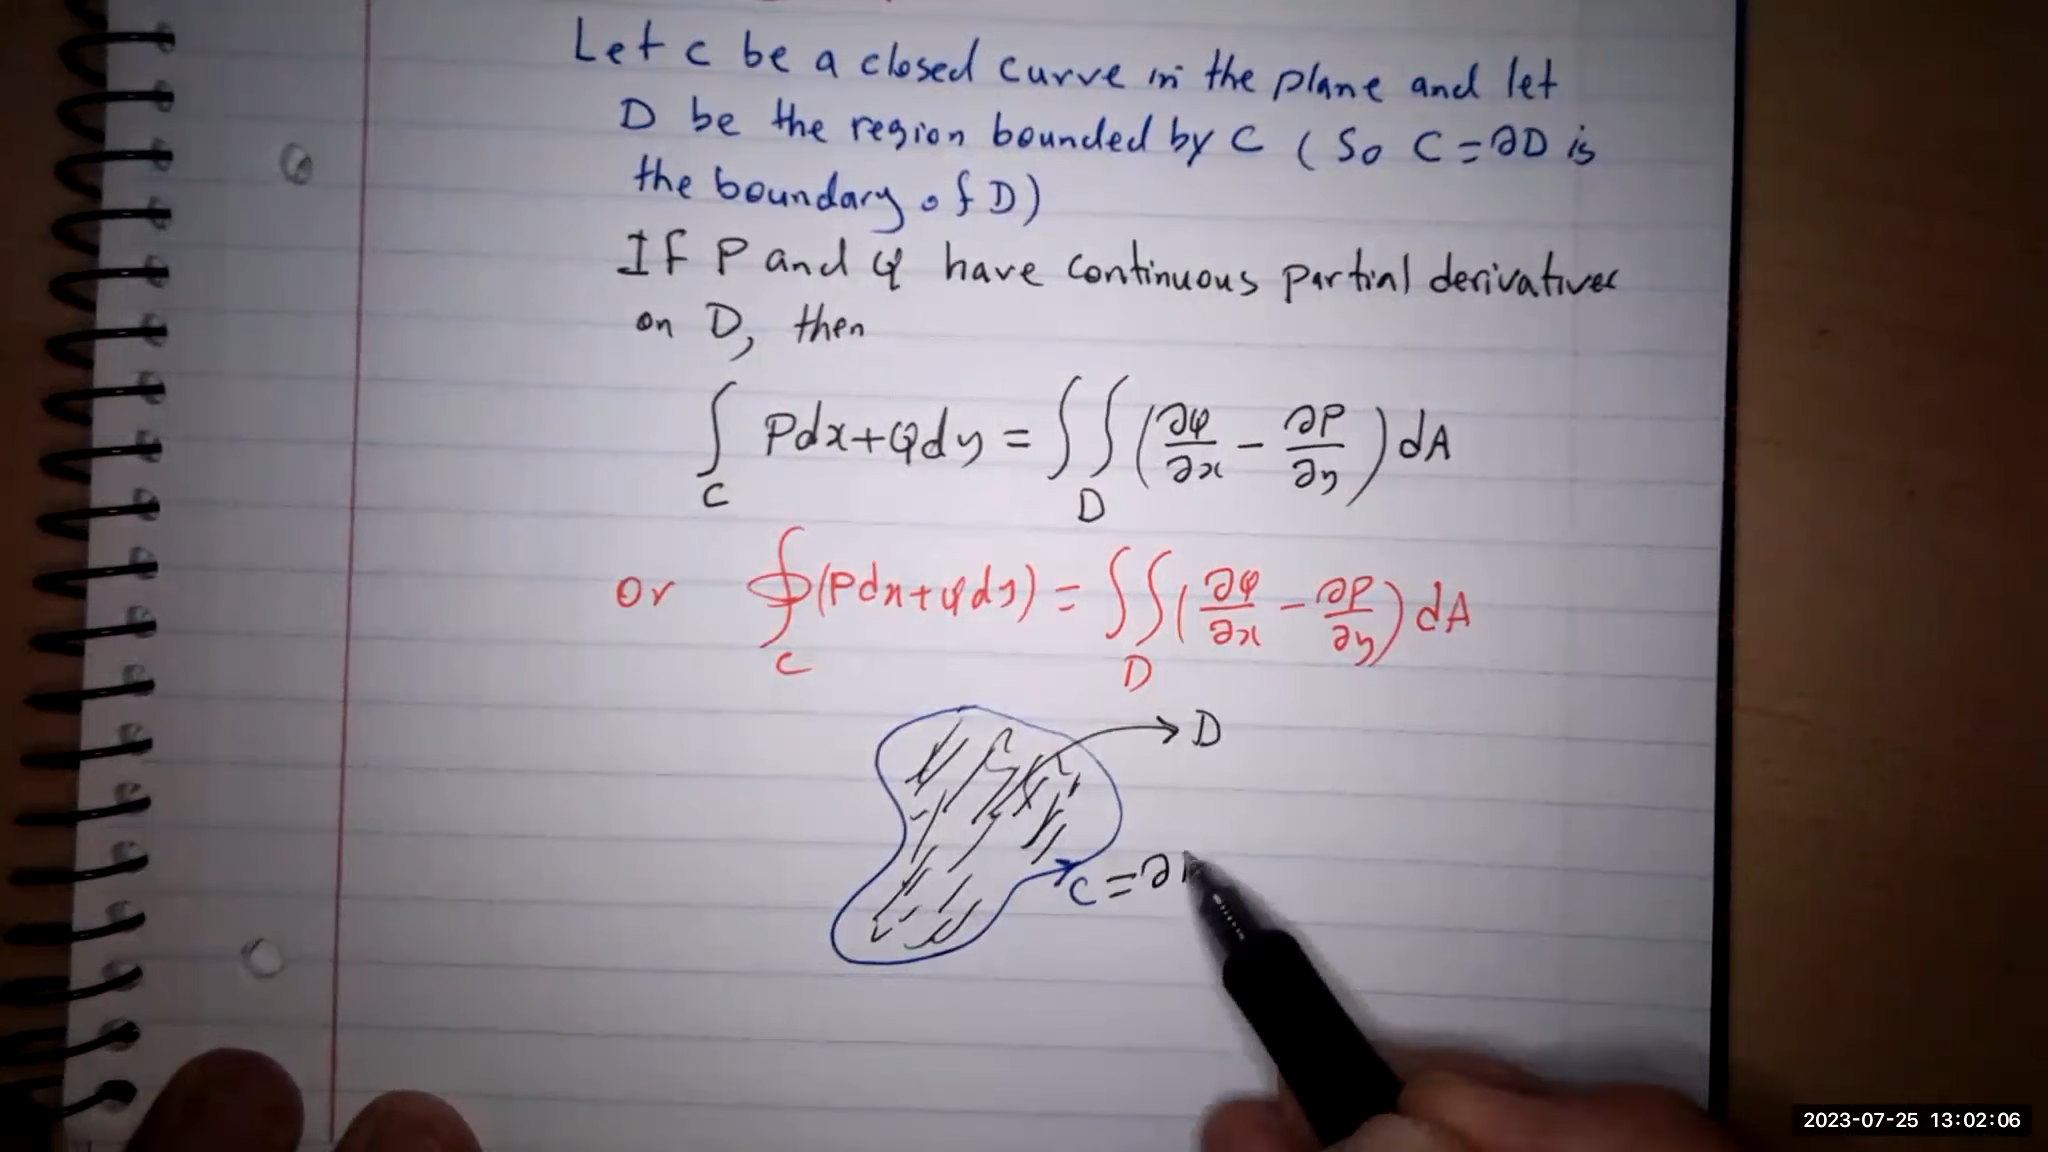 Let C be a closed curve in the plane and let
D be the region bounded by C ( So C = ∂D is
the boundary of D)
If P and Q have continuous partial derivatives
on D, then
∫_C Pdx+Qdy = ∫∫_D (∂Q/∂x - ∂P/∂y) dA
or ∮_C (Pdx+Qdy) = ∫∫_D (∂Q/∂x - ∂P/∂y) dA
D
C = ∂
2023-07-25 13:02:06